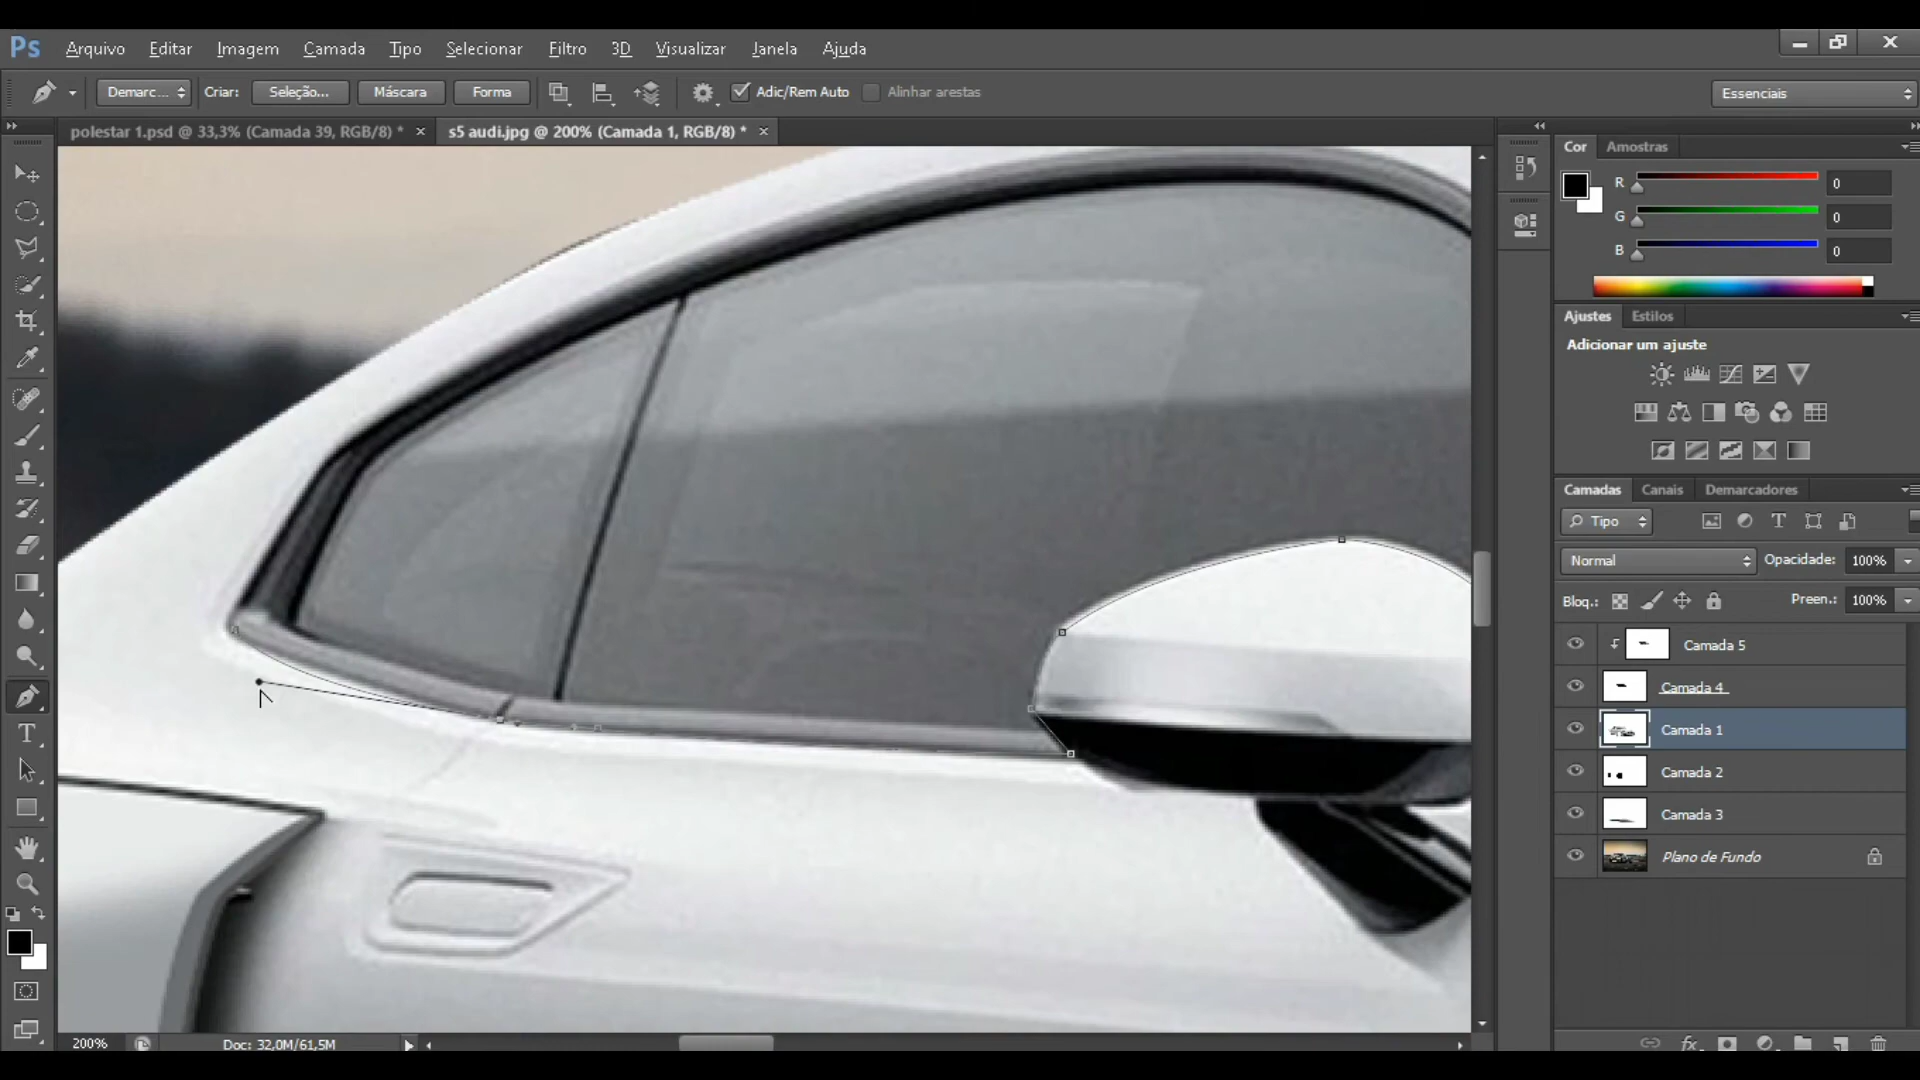 Ps Arquivo Editar Imagem Camada Tipo Selecionar Filtro 3D Visualizar Janela Ajuda
Demarc... Criar: Seleção... Máscara Forma Adic/Rem Auto Alinhar arestas Essenciais
polestar 1.psd @ 33,3% (Camada 39, RGB/8) * s5 audi.jpg @ 200% (Camada 1, RGB/8) *
Cor Amostras
R 0
G 0
B 0
Ajustes Estilos
Adicionar um ajuste
Camadas Canais Demarcadores
Tipo
Normal Opacidade: 100%
Bloq.: Preen.: 100%
Camada 5
Camada 4
Camada 1
Camada 2
Camada 3
Plano de Fundo
200% Doc: 32,0M/61,5M